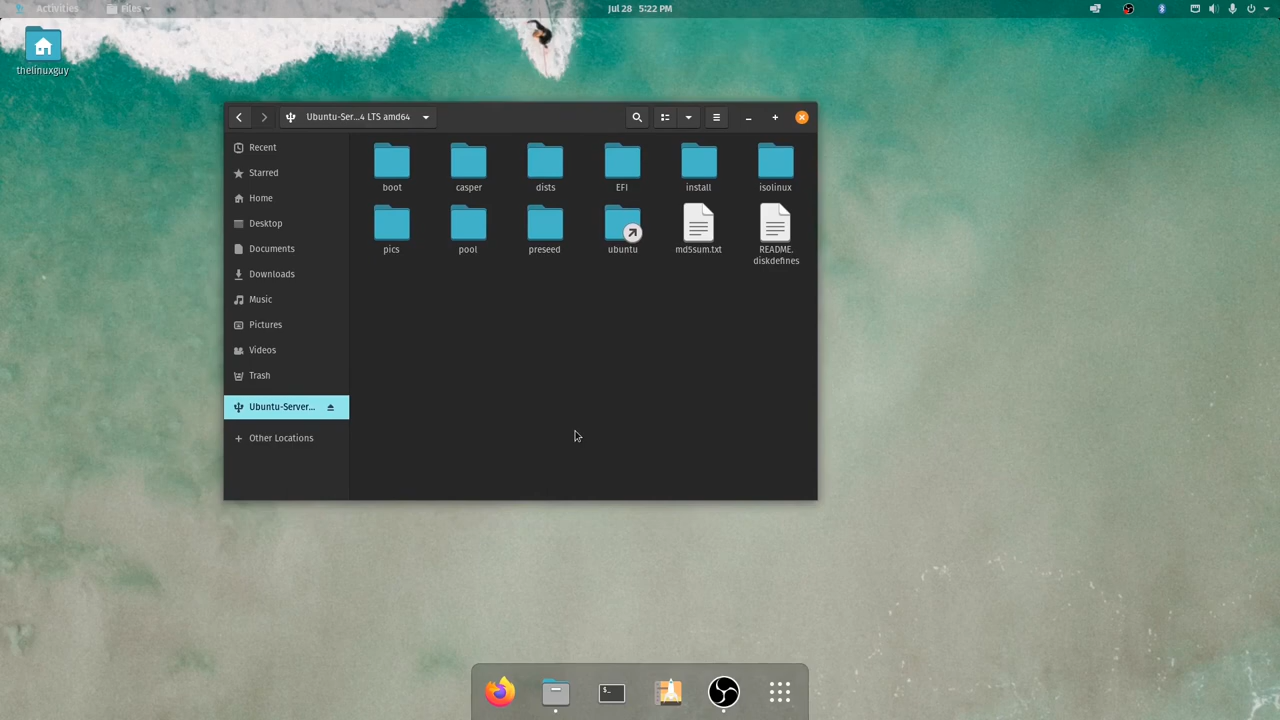 Activities
Files
Jul 28 5:22 PM
thelinuxguy
Ubuntu-Ser...4 LTS amd64
Recent
Starred
Home
Desktop
Documents
Downloads
Music
Pictures
Videos
Trash
Ubuntu-Server...
Other Locations
boot
casper
dists
EFI
install
isolinux
pics
pool
preseed
ubuntu
md5sum.txt
README.
diskdefines
$_